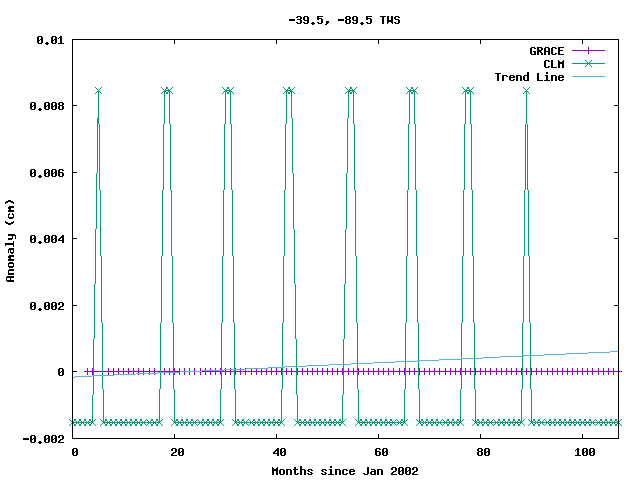 -39.5, -89.5 TWS
GRACE
CLM
Trend Line
0.01
0.008
0.006
0.004
0.002
0
-0.002
Anomaly (cm)
0 20 40 60 80 100
Months since Jan 2002